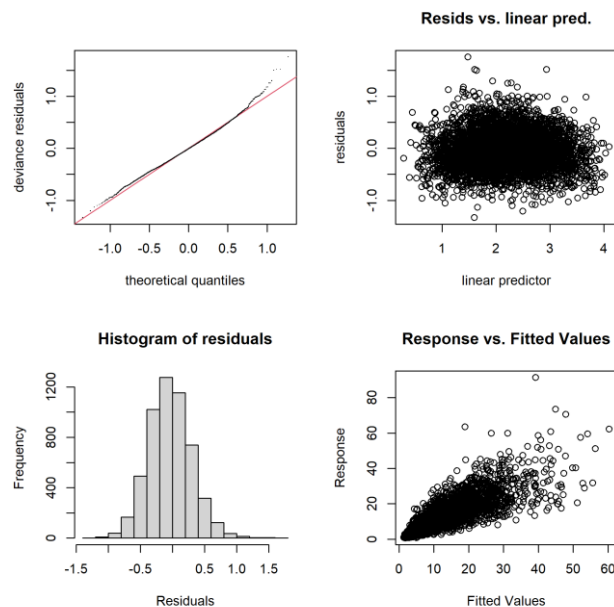 deviance residuals
-1.0 0.0 1.0
-1.0 -0.5 0.0 0.5 1.0
theoretical quantiles
Resids vs. linear pred.
residuals
-1.0 0.0 1.0
1 2 3 4
linear predictor
Histogram of residuals
Frequency
0 400 800 1200
-1.5 -0.5 0.5 1.5
Residuals
Response vs. Fitted Values
Response
0 20 40 60 80
0 10 20 30 40 50 60
Fitted Values